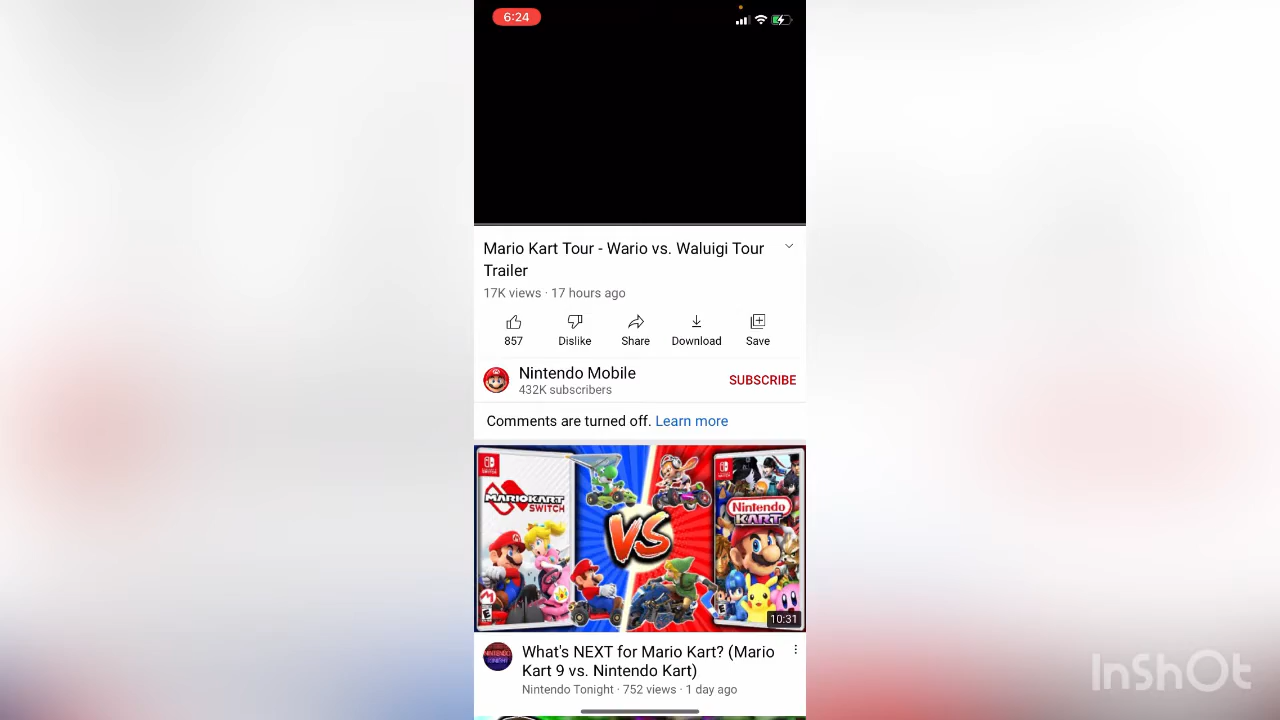 6:24
Mario Kart Tour - Wario vs. Waluigi Tour
Trailer
17K views · 17 hours ago
857
Dislike
Share
Download
Save
Nintendo Mobile
432K subscribers
SUBSCRIBE
Comments are turned off. Learn more
MARIOKART
SWITCH
VS
Nintendo
KART
10:31
What's NEXT for Mario Kart? (Mario
Kart 9 vs. Nintendo Kart)
Nintendo Tonight · 752 views · 1 day ago
InShOt